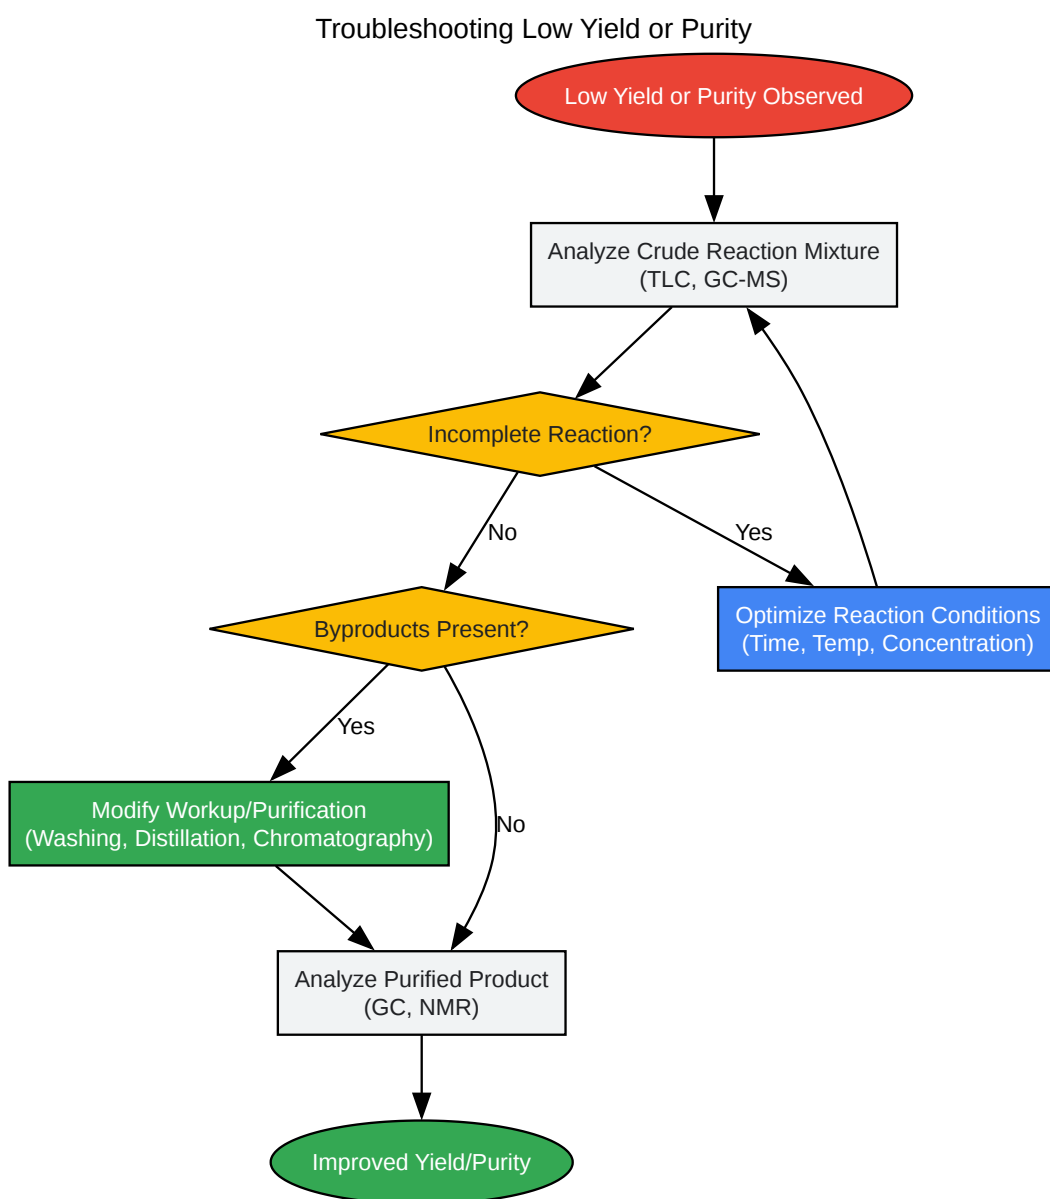 Troubleshooting Low Yield or Purity
Low Yield or Purity Observed
Analyze Crude Reaction Mixture
(TLC, GC-MS)
Incomplete Reaction?
No
Yes
Byproducts Present?
Optimize Reaction Conditions
(Time, Temp, Concentration)
Yes
Modify Workup/Purification
(Washing, Distillation, Chromatography)
No
Analyze Purified Product
(GC, NMR)
Improved Yield/Purity